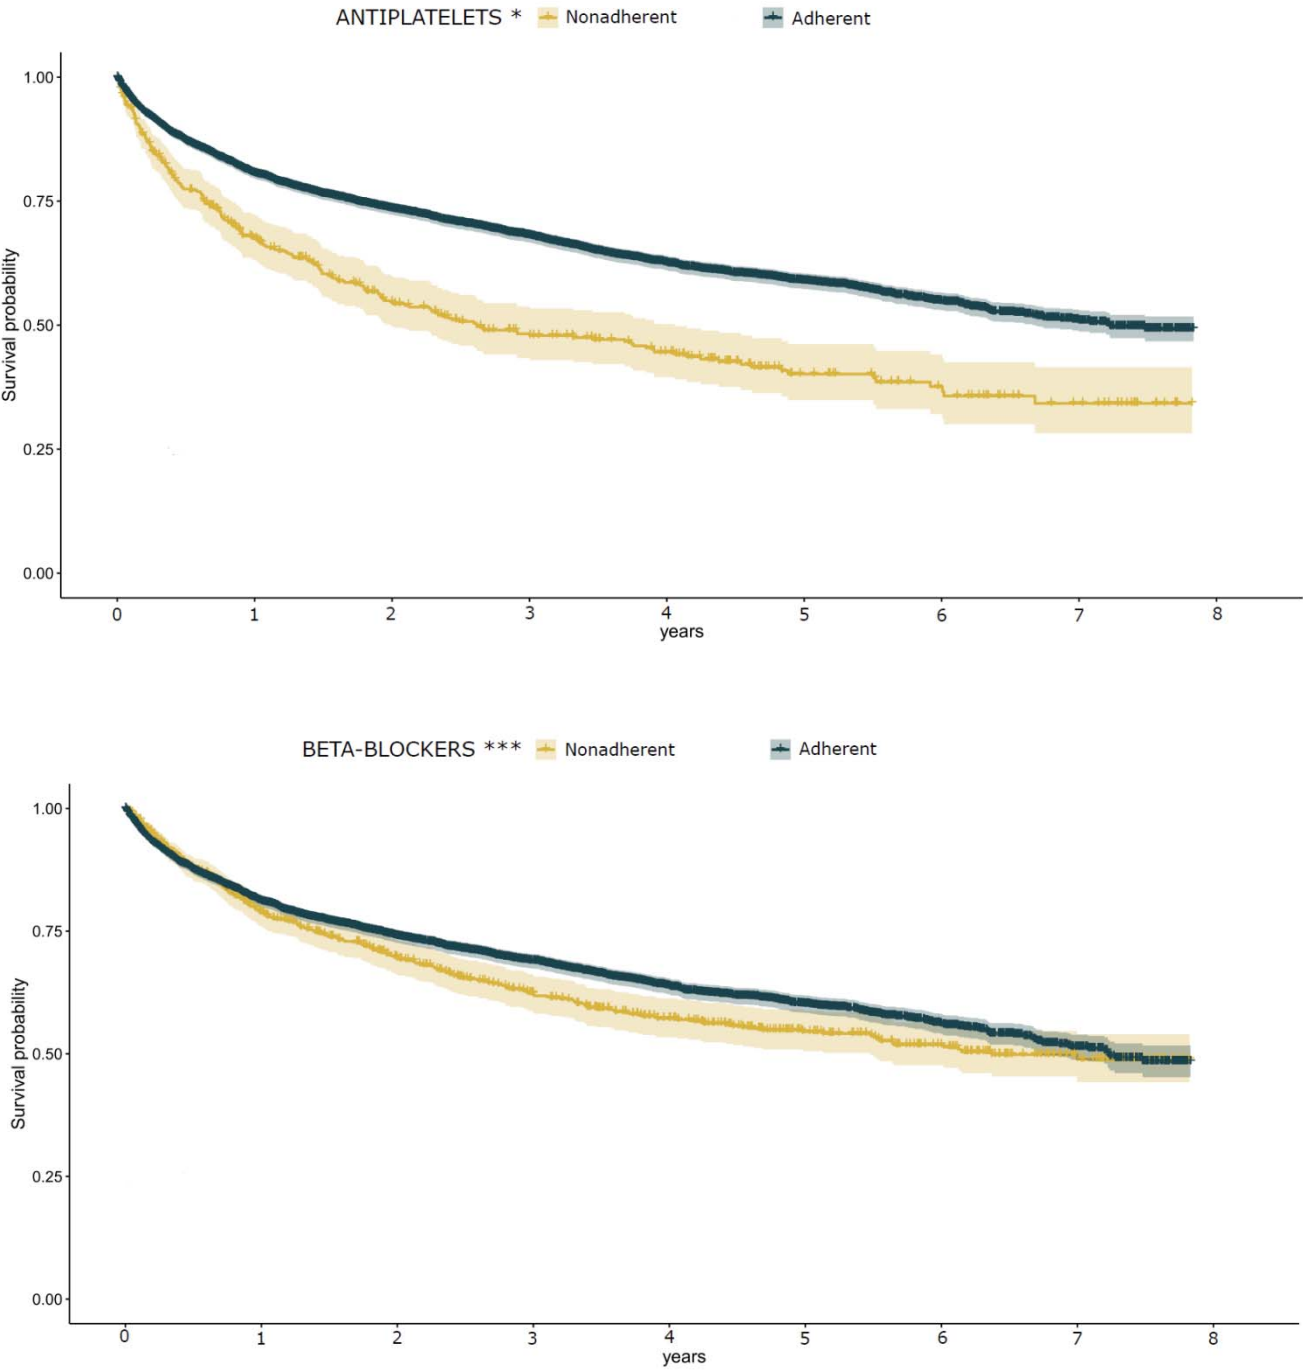 ANTIPLATELETS * Nonadherent Adherent
Survival probability
1.00
0.75
0.50
0.25
0.00
0 1 2 3 4 5 6 7 8
years
BETA-BLOCKERS *** Nonadherent Adherent
Survival probability
1.00
0.75
0.50
0.25
0.00
0 1 2 3 4 5 6 7 8
years